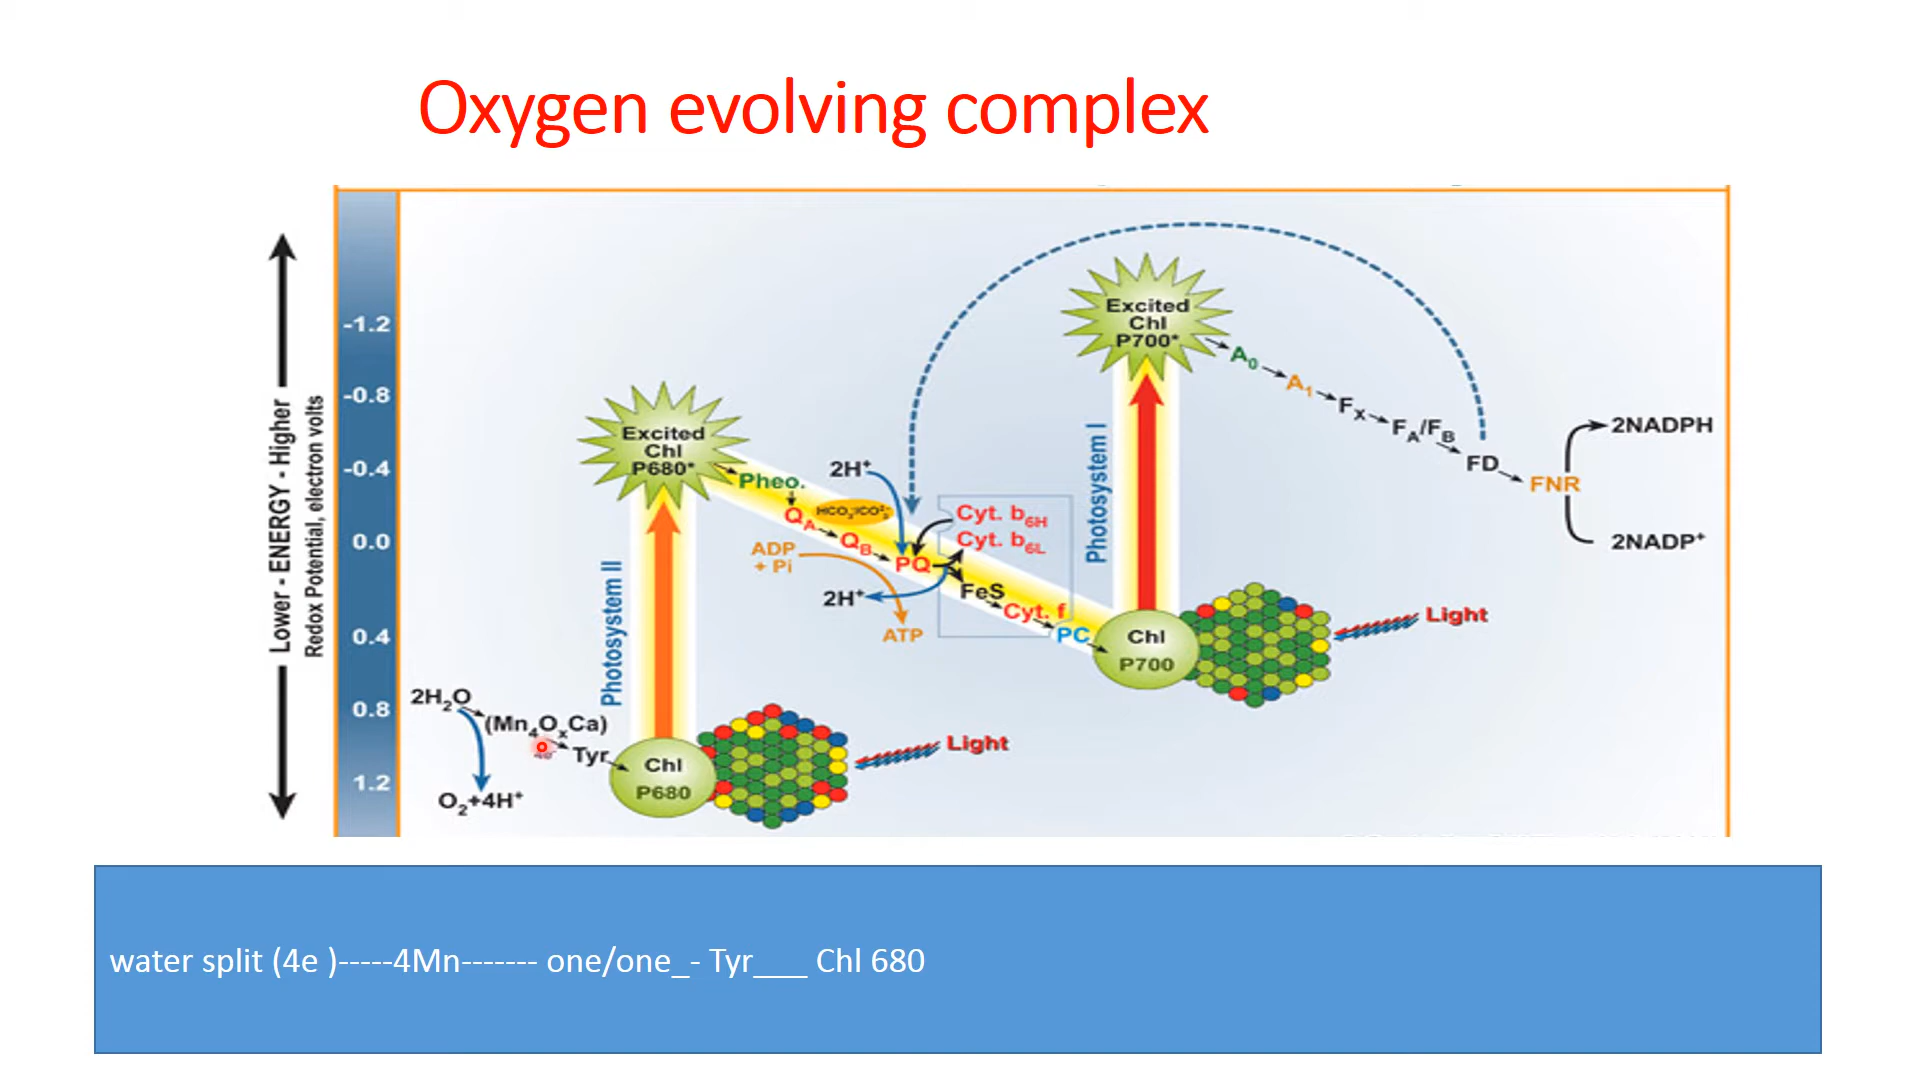 Oxygen evolving complex
Lower - ENERGY - Higher
Redox Potential, electron volts
-1.2
-0.8
-0.4
0.0
0.4
0.8
1.2
Excited
Chl
P700*
A0
A1
FX
FA/FB
FD
FNR
2NADPH
2NADP+
Excited
Chl
P680*
Pheo.
QA
HCO3-/CO3 2-
QB
PQ
2H+
2H+
ADP
+ Pi
ATP
Cyt. b6H
Cyt. b6L
FeS
Cyt. f
PC
Photosystem I
Chl
P700
Light
Photosystem II
2H2O
(Mn4OxCa)
Tyr
O2+4H+
Chl
P680
Light
water split (4e )-----4Mn------- one/one_- Tyr___ Chl 680